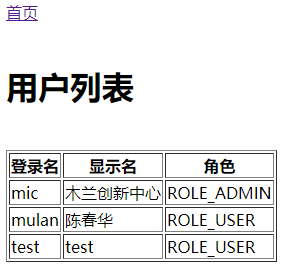 首页
用户列表
登录名 显示名 角色
mic 木兰创新中心 ROLE_ADMIN
mulan 陈春华 ROLE_USER
test test ROLE_USER